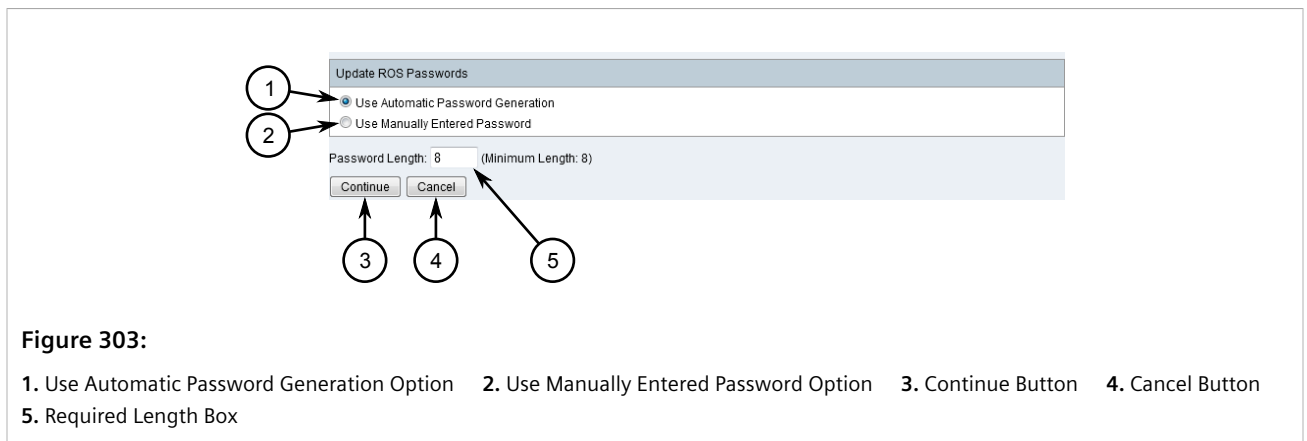 Update ROS Passwords
1
Use Automatic Password Generation
2
Use Manually Entered Password
Password Length: 8 (Minimum Length: 8)
Continue Cancel
3 4 5
Figure 303:
1. Use Automatic Password Generation Option 2. Use Manually Entered Password Option 3. Continue Button 4. Cancel Button
5. Required Length Box